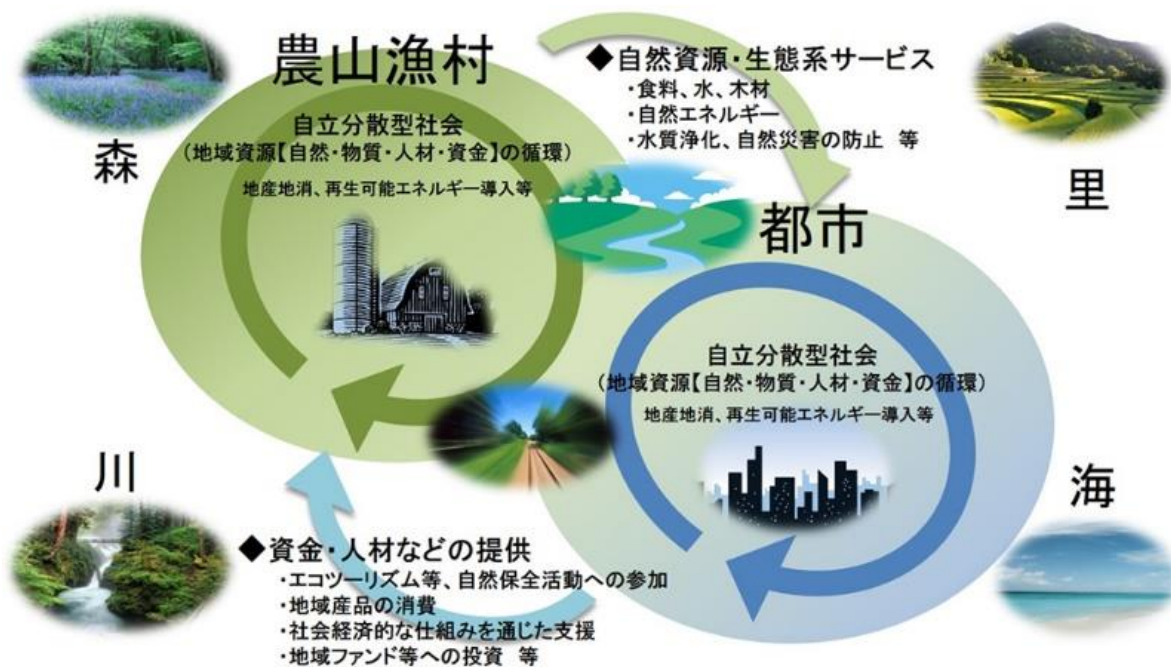 農山漁村
◆自然資源・生態系サービス
・食料、水、木材
・自然エネルギー
・水質浄化、自然災害の防止 等
森
自立分散型社会
(地域資源【自然・物質・人材・資金】の循環)
地産地消、再生可能エネルギー導入等
里
都市
自立分散型社会
(地域資源【自然・物質・人材・資金】の循環)
地産地消、再生可能エネルギー導入等
川
海
◆資金・人材などの提供
・エコツーリズム等、自然保全活動への参加
・地域産品の消費
・社会経済的な仕組みを通じた支援
・地域ファンド等への投資 等